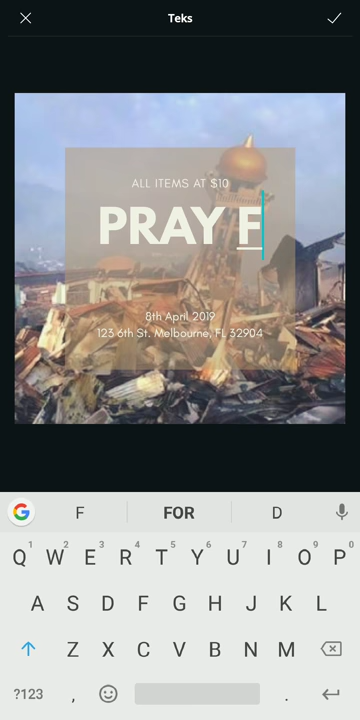 Teks
ALL ITEMS AT $10
PRAY F
8th April 2019
123 6th St. Melbourne, FL 32904
F FOR D
1 2 3 4 5 6 7 8 9 0
Q W E R T Y U I O P
A S D F G H J K L
Z X C V B N M
?123 , .